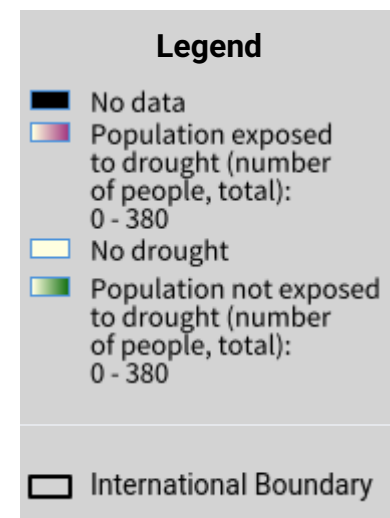 Legend
No data
Population exposed
to drought (number
of people, total):
0 - 380
No drought
Population not exposed
to drought (number
of people, total):
0 - 380
International Boundary